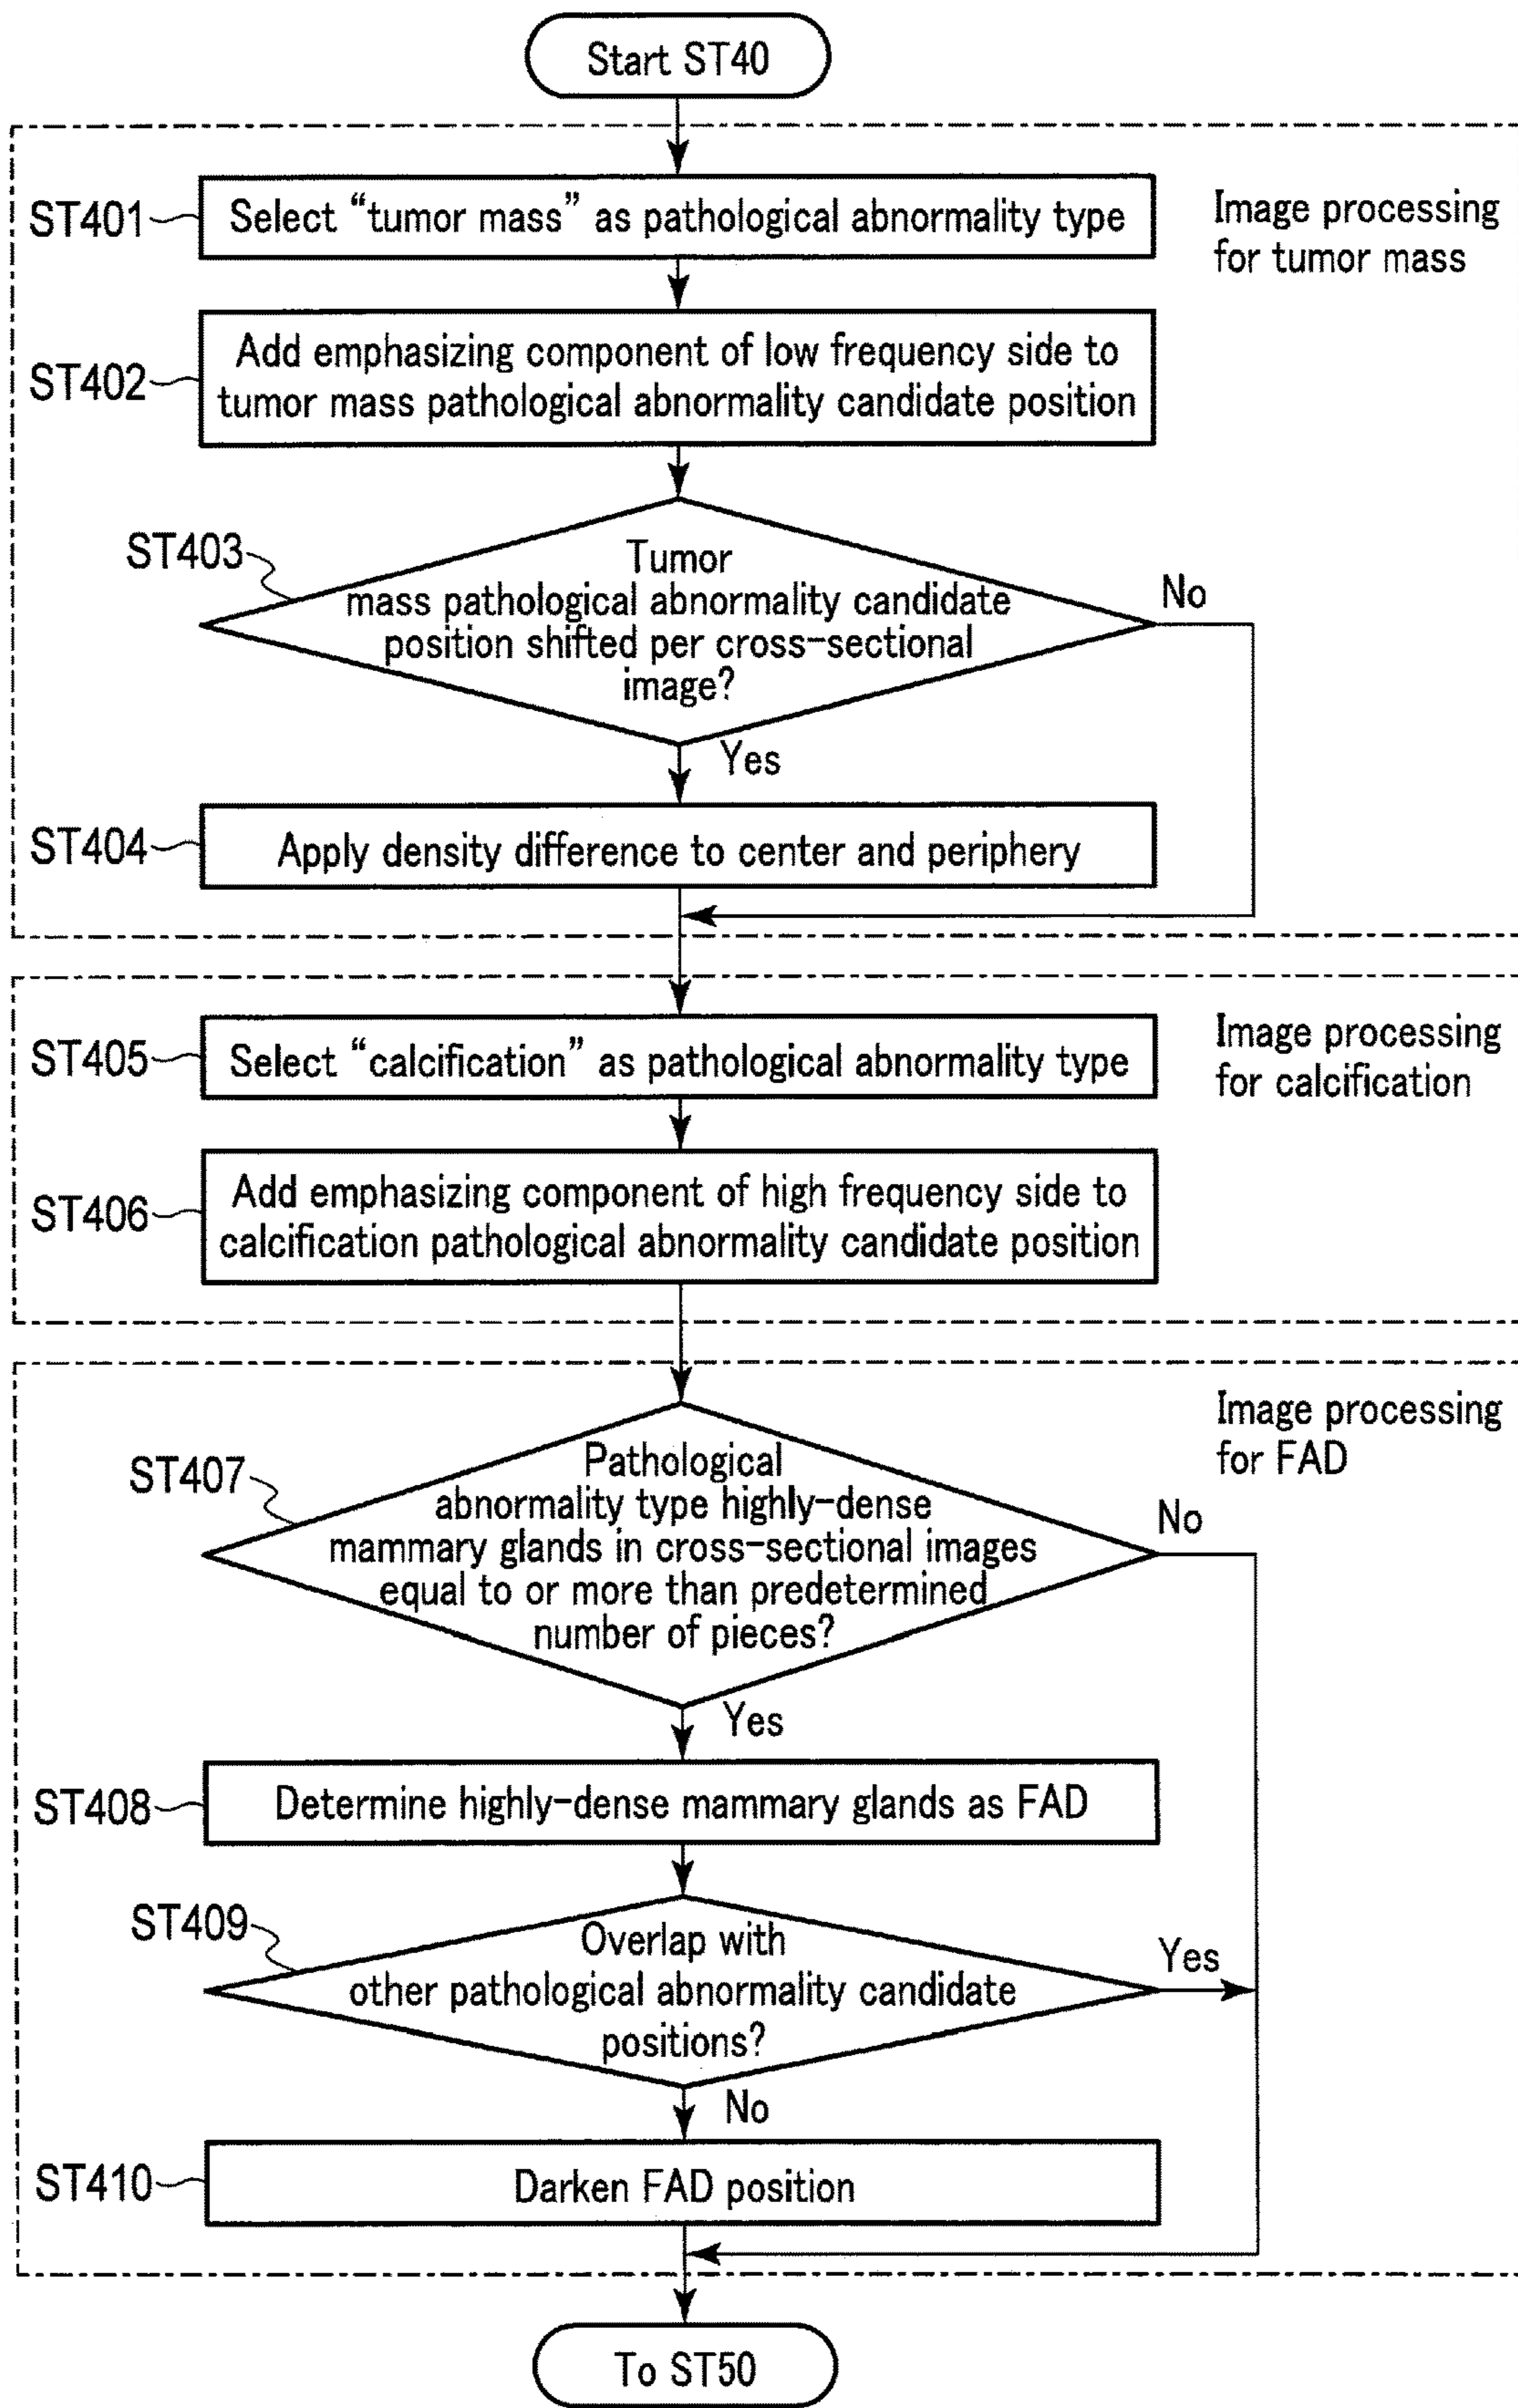 Start ST40
ST401
Select “tumor mass” as pathological abnormality type
Image processing
for tumor mass
ST402
Add emphasizing component of low frequency side to
tumor mass pathological abnormality candidate position
ST403
Tumor
mass pathological abnormality candidate
position shifted per cross-sectional
image?
No
Yes
ST404
Apply density difference to center and periphery
ST405
Select “calcification” as pathological abnormality type
Image processing
for calcification
ST406
Add emphasizing component of high frequency side to
calcification pathological abnormality candidate position
Image processing
for FAD
ST407
Pathological
abnormality type highly-dense
mammary glands in cross-sectional images
equal to or more than predetermined
number of pieces?
No
Yes
ST408
Determine highly-dense mammary glands as FAD
ST409
Overlap with
other pathological abnormality candidate
positions?
Yes
No
ST410
Darken FAD position
To ST50